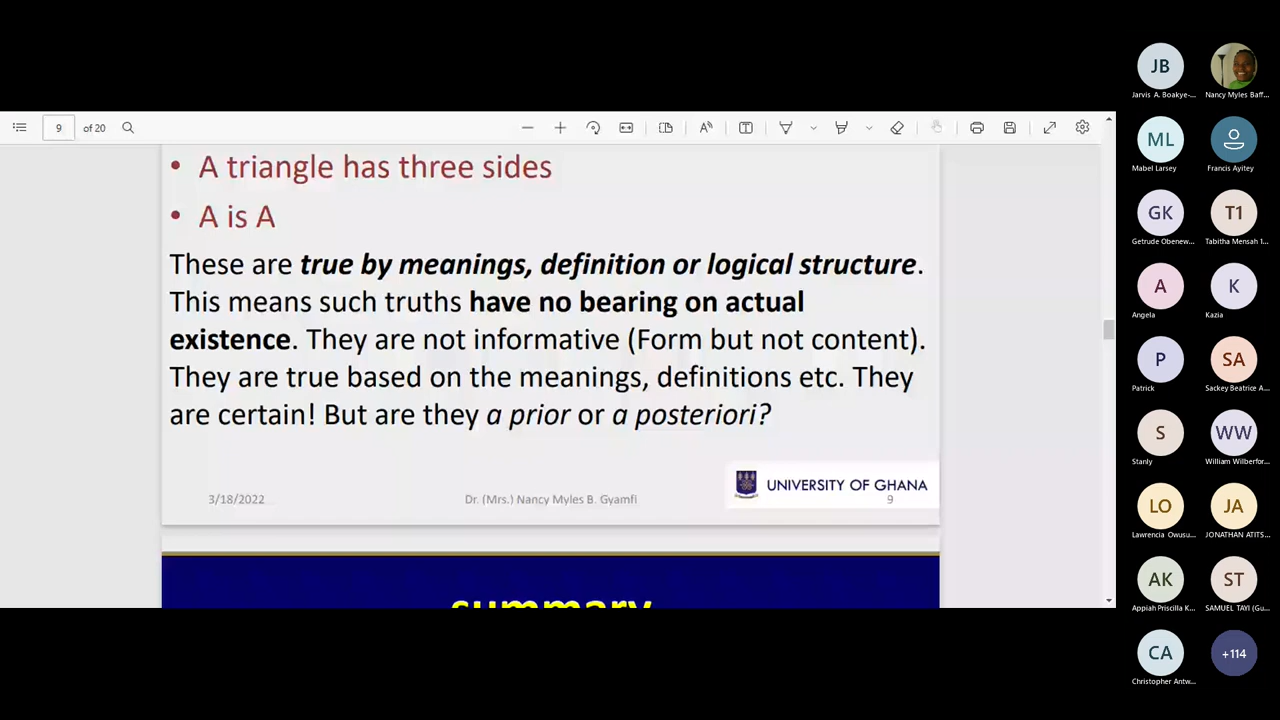 9 of 20
• A triangle has three sides
• A is A
These are true by meanings, definition or logical structure.
This means such truths have no bearing on actual
existence. They are not informative (Form but not content).
They are true based on the meanings, definitions etc. They
are certain! But are they a prior or a posteriori?
3/18/2022
Dr. (Mrs.) Nancy Myles B. Gyamfi
UNIVERSITY OF GHANA
9
summary
JB
Jarvis A. Boakye-...
Nancy Myles Baff...
ML
Mabel Larsey
Francis Ayitey
GK
Getrude Obenew...
T1
Tabitha Mensah 1...
A
Angela
K
Kazia
P
Patrick
SA
Sackey Beatrice A...
S
Stanly
WW
William Wilberfor...
LO
Lawrencia Owusu...
JA
JONATHAN ATITS...
AK
Appiah Priscilla K...
ST
SAMUEL TAYI (Gu...
CA
Christopher Antw...
+114